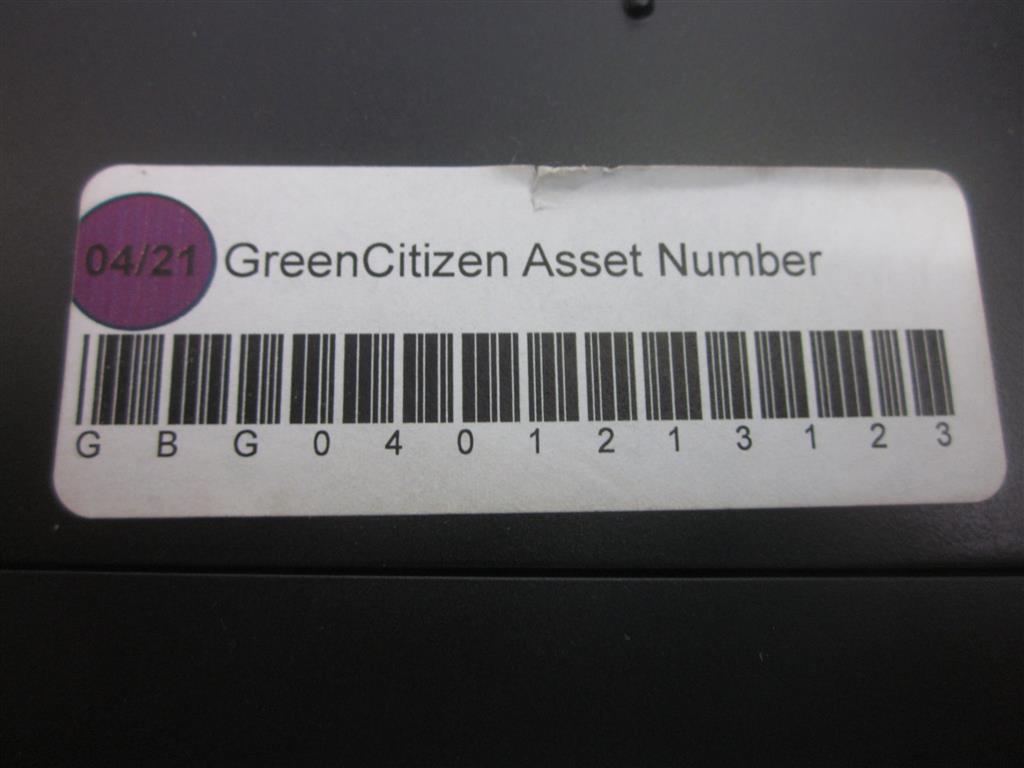 04/21 GreenCitizen Asset Number
G B G 0 4 0 1 2 1 3 1 2 3